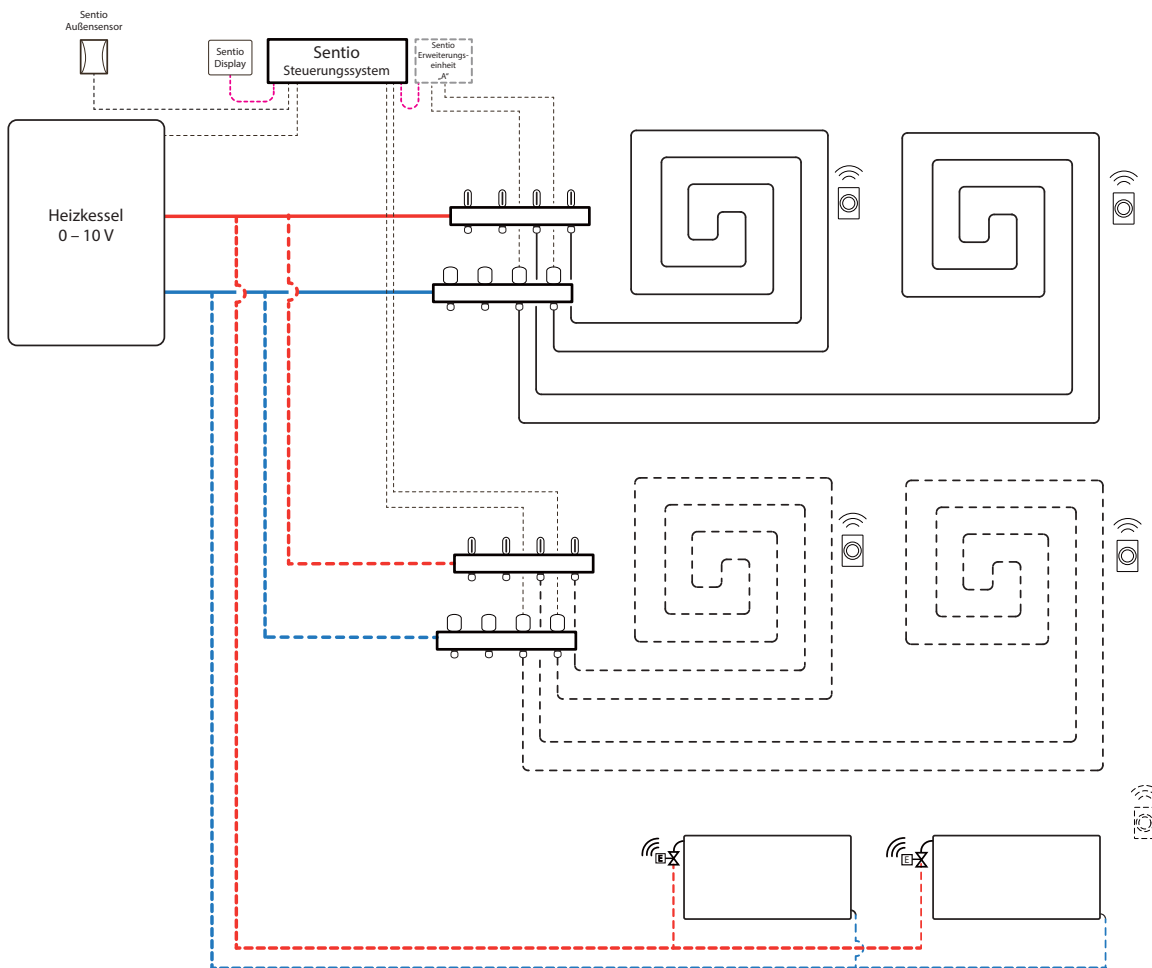 Sentio
Außensensor
Sentio
Display
Sentio
Steuerungssystem
Sentio
Erweiterungs-
einheit
„A“
Heizkessel
0 – 10 V
E
E